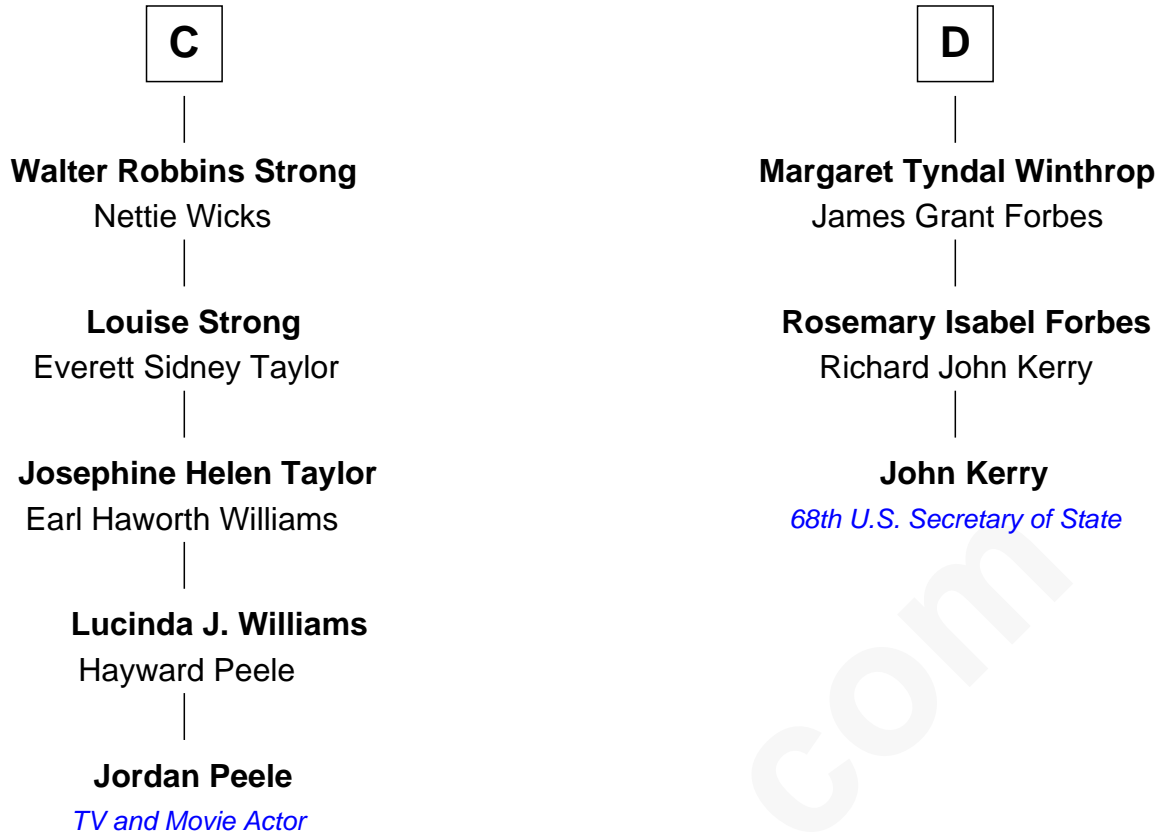 C
Walter Robbins Strong
Nettie Wicks
Louise Strong
Everett Sidney Taylor
Josephine Helen Taylor
Earl Haworth Williams
Lucinda J. Williams
Hayward Peele
Jordan Peele
TV and Movie Actor
D
Margaret Tyndal Winthrop
James Grant Forbes
Rosemary Isabel Forbes
Richard John Kerry
John Kerry
68th U.S. Secretary of State
com